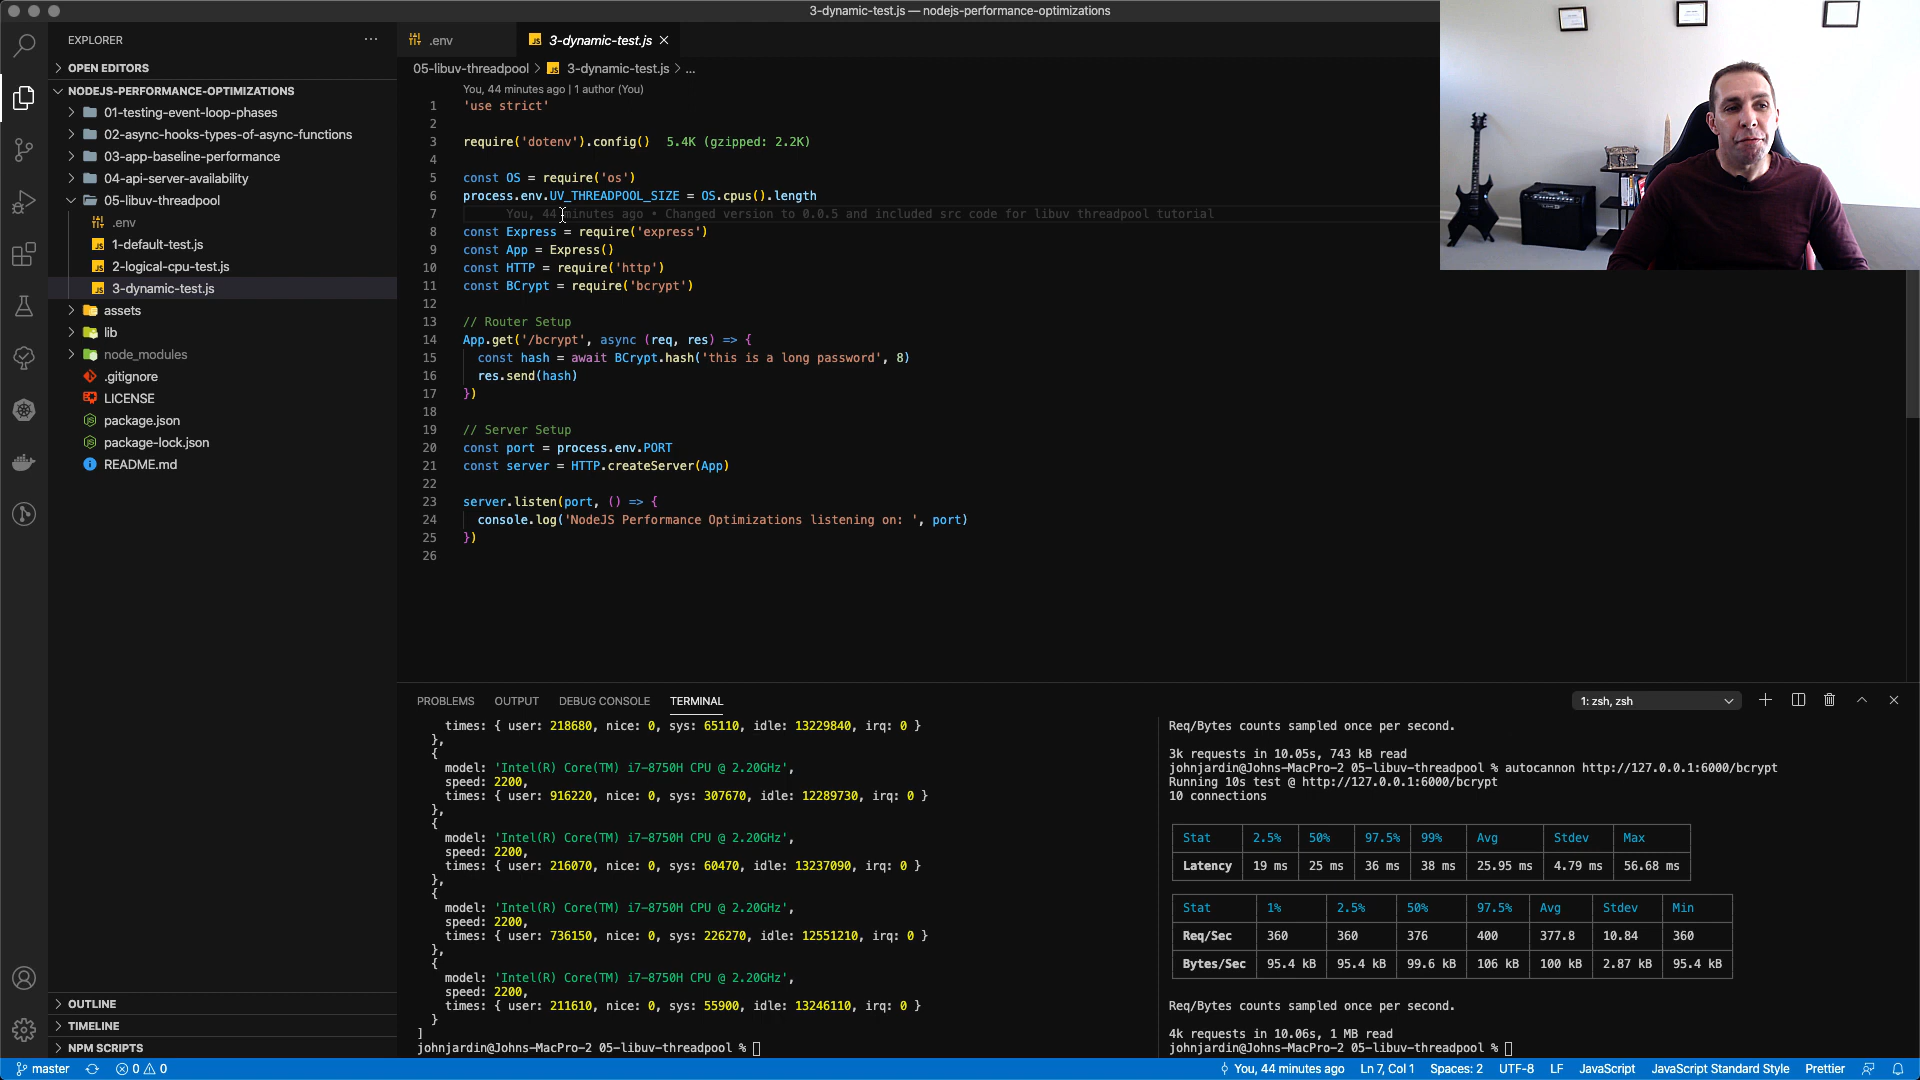 3-dynamic-test.js — nodejs-performance-optimizations
EXPLORER
OPEN EDITORS
NODEJS-PERFORMANCE-OPTIMIZATIONS
01-testing-event-loop-phases
02-async-hooks-types-of-async-functions
03-app-baseline-performance
04-api-server-availability
05-libuv-threadpool
.env
1-default-test.js
2-logical-cpu-test.js
3-dynamic-test.js
assets
lib
node_modules
.gitignore
LICENSE
package.json
package-lock.json
README.md
OUTLINE
TIMELINE
NPM SCRIPTS
.env
3-dynamic-test.js
05-libuv-threadpool > 3-dynamic-test.js > ...
You, 44 minutes ago | 1 author (You)
1 'use strict'
2
3 require('dotenv').config() 5.4K (gzipped: 2.2K)
4
5 const OS = require('os')
6 process.env.UV_THREADPOOL_SIZE = OS.cpus().length
7 You, 44 minutes ago • Changed version to 0.0.5 and included src code for libuv threadpool tutorial
8 const Express = require('express')
9 const App = Express()
10 const HTTP = require('http')
11 const BCrypt = require('bcrypt')
12
13 // Router Setup
14 App.get('/bcrypt', async (req, res) => {
15 const hash = await BCrypt.hash('this is a long password', 8)
16 res.send(hash)
17 })
18
19 // Server Setup
20 const port = process.env.PORT
21 const server = HTTP.createServer(App)
22
23 server.listen(port, () => {
24 console.log('NodeJS Performance Optimizations listening on: ', port)
25 })
26
PROBLEMS OUTPUT DEBUG CONSOLE TERMINAL
1: zsh, zsh
times: { user: 218680, nice: 0, sys: 65110, idle: 13229840, irq: 0 }
},
{
model: 'Intel(R) Core(TM) i7-8750H CPU @ 2.20GHz',
speed: 2200,
times: { user: 916220, nice: 0, sys: 307670, idle: 12289730, irq: 0 }
},
{
model: 'Intel(R) Core(TM) i7-8750H CPU @ 2.20GHz',
speed: 2200,
times: { user: 216070, nice: 0, sys: 60470, idle: 13237090, irq: 0 }
},
{
model: 'Intel(R) Core(TM) i7-8750H CPU @ 2.20GHz',
speed: 2200,
times: { user: 736150, nice: 0, sys: 226270, idle: 12551210, irq: 0 }
},
{
model: 'Intel(R) Core(TM) i7-8750H CPU @ 2.20GHz',
speed: 2200,
times: { user: 211610, nice: 0, sys: 55900, idle: 13246110, irq: 0 }
}
]
johnjardin@Johns-MacPro-2 05-libuv-threadpool %
Req/Bytes counts sampled once per second.
3k requests in 10.05s, 743 kB read
johnjardin@Johns-MacPro-2 05-libuv-threadpool % autocannon http://127.0.0.1:6000/bcrypt
Running 10s test @ http://127.0.0.1:6000/bcrypt
10 connections
Stat 2.5% 50% 97.5% 99% Avg Stdev Max
Latency 19 ms 25 ms 36 ms 38 ms 25.95 ms 4.79 ms 56.68 ms
Stat 1% 2.5% 50% 97.5% Avg Stdev Min
Req/Sec 360 360 376 400 377.8 10.84 360
Bytes/Sec 95.4 kB 95.4 kB 99.6 kB 106 kB 100 kB 2.87 kB 95.4 kB
Req/Bytes counts sampled once per second.
4k requests in 10.06s, 1 MB read
johnjardin@Johns-MacPro-2 05-libuv-threadpool %
master 0 0 You, 44 minutes ago Ln 7, Col 1 Spaces: 2 UTF-8 LF JavaScript JavaScript Standard Style Prettier